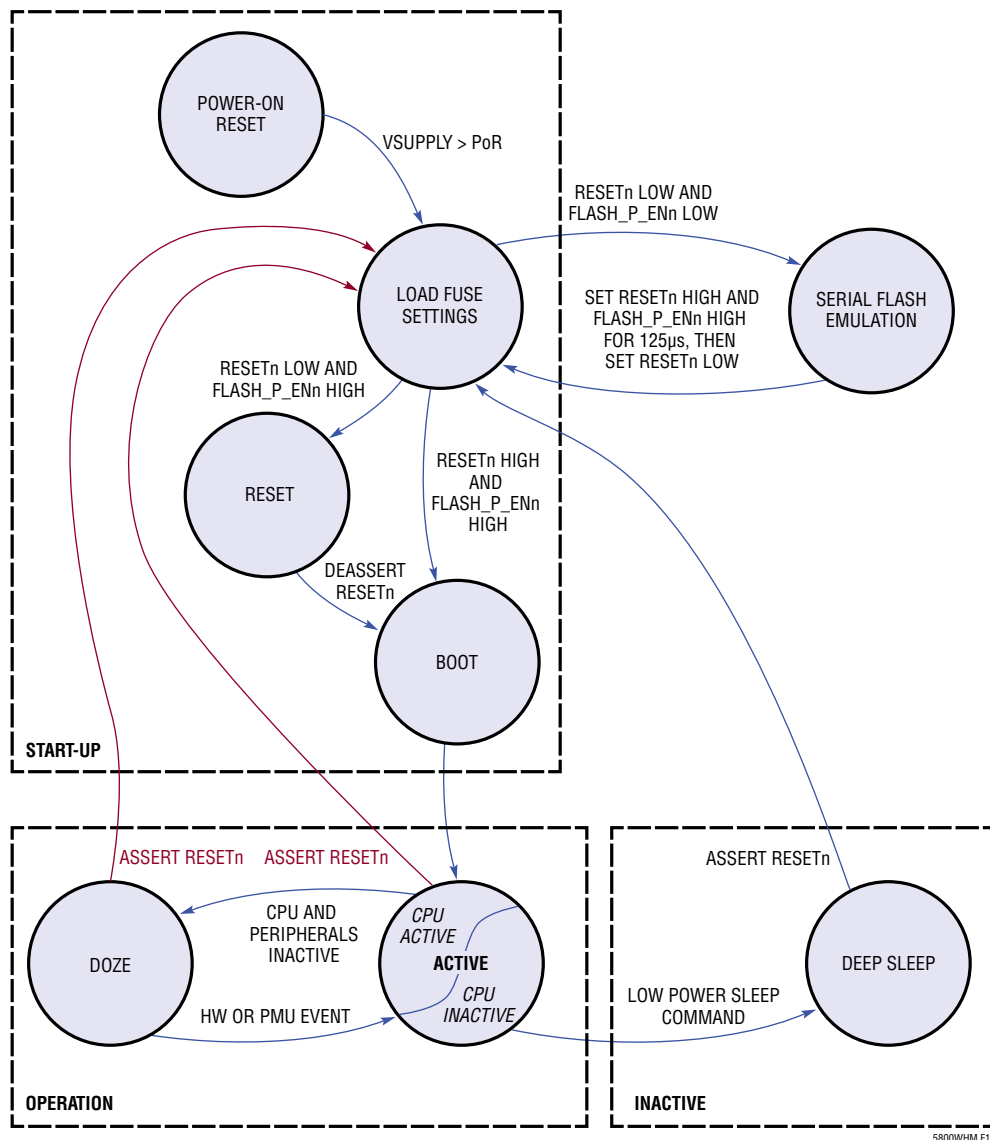 POWER-ON
RESET
VSUPPLY > PoR
RESETn LOW AND
FLASH_P_ENn LOW
LOAD FUSE
SETTINGS
SET RESETn HIGH AND
FLASH_P_ENn HIGH
FOR 125µs, THEN
SET RESETn LOW
SERIAL FLASH
EMULATION
RESETn LOW AND
FLASH_P_ENn HIGH
RESET
RESETn HIGH
AND
FLASH_P_ENn
HIGH
DEASSERT
RESETn
BOOT
START-UP
ASSERT RESETn
ASSERT RESETn
ASSERT RESETn
CPU AND
PERIPHERALS
INACTIVE
CPU
ACTIVE
ACTIVE
CPU
INACTIVE
DOZE
HW OR PMU EVENT
DEEP SLEEP
LOW POWER SLEEP
COMMAND
OPERATION
INACTIVE